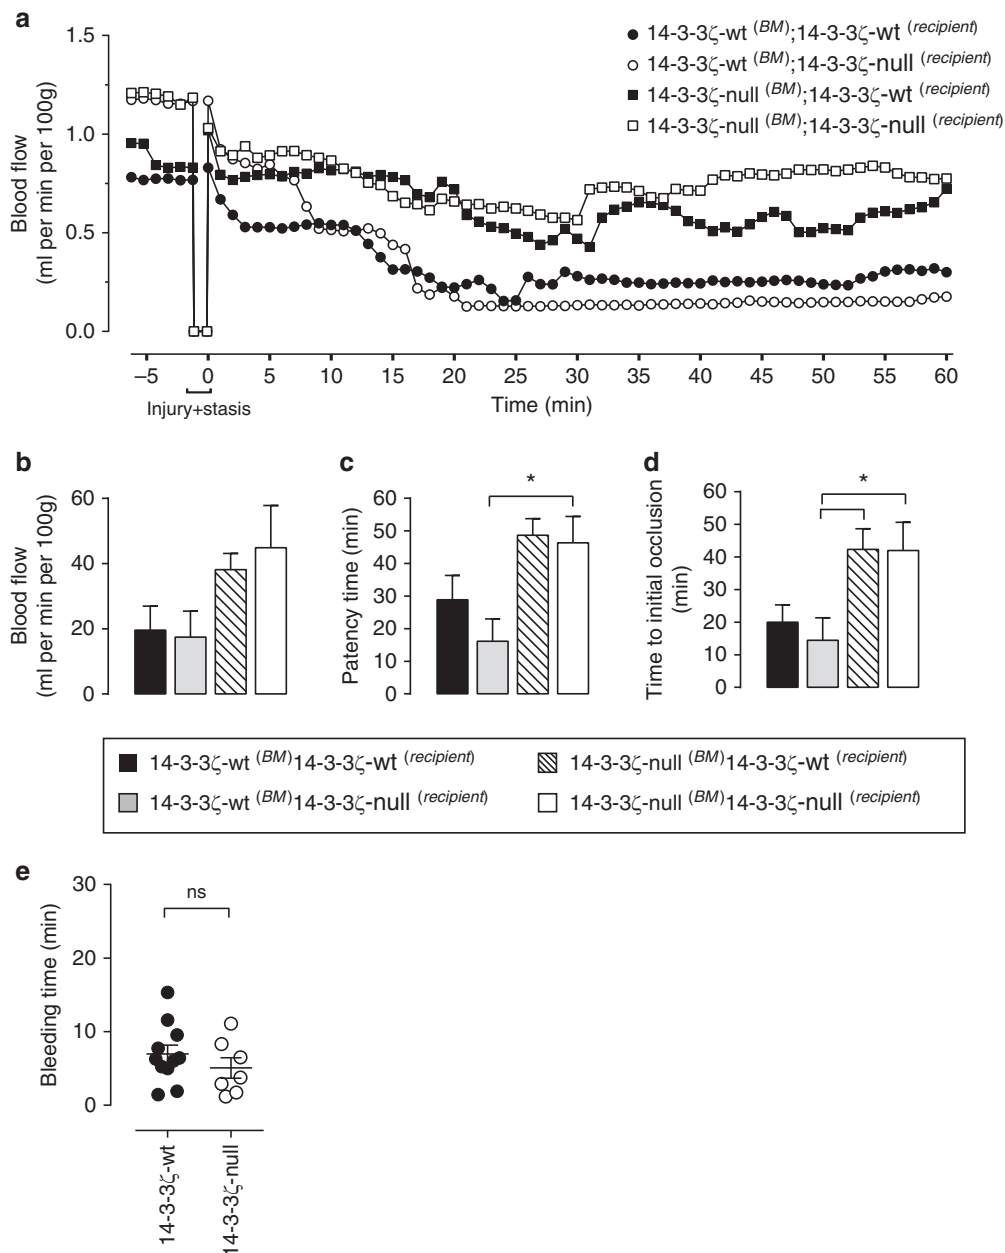 a
14-3-3ζ-wt (BM);14-3-3ζ-wt (recipient)
14-3-3ζ-wt (BM);14-3-3ζ-null (recipient)
14-3-3ζ-null (BM);14-3-3ζ-wt (recipient)
14-3-3ζ-null (BM);14-3-3ζ-null (recipient)
Blood flow
(ml per min per 100g)
1.5
1.0
0.5
0.0
–5 0 5 10 15 20 25 30 35 40 45 50 55 60
Injury+stasis
Time (min)
b
Blood flow
(ml per min per 100g)
60
40
20
0
c
Patency time (min)
60
50
40
30
20
10
0
*
d
Time to initial occlusion
(min)
60
50
40
30
20
10
0
*
14-3-3ζ-wt (BM)14-3-3ζ-wt (recipient)
14-3-3ζ-null (BM)14-3-3ζ-wt (recipient)
14-3-3ζ-wt (BM)14-3-3ζ-null (recipient)
14-3-3ζ-null (BM)14-3-3ζ-null (recipient)
e
Bleeding time (min)
30
20
10
0
ns
14-3-3ζ-wt
14-3-3ζ-null